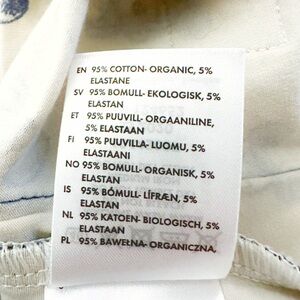 EN 95% COTTON- ORGANIC, 5%
ELASTANE
SV 95% BOMULL- EKOLOGISK, 5%
ELASTAN
ET 95% PUUVILL- ORGAANILINE,
5% ELASTAAN
FI 95% PUUVILLA- LUOMU, 5%
ELASTAANI
NO 95% BOMULL- ORGANISK, 5%
ELASTAN
IS 95% BÓMULL- LÍFRÆN, 5%
ELASTAN
NL 95% KATOEN- BIOLOGISCH, 5%
ELASTAAN
PL 95% BAWEŁNA- ORGANICZNA,